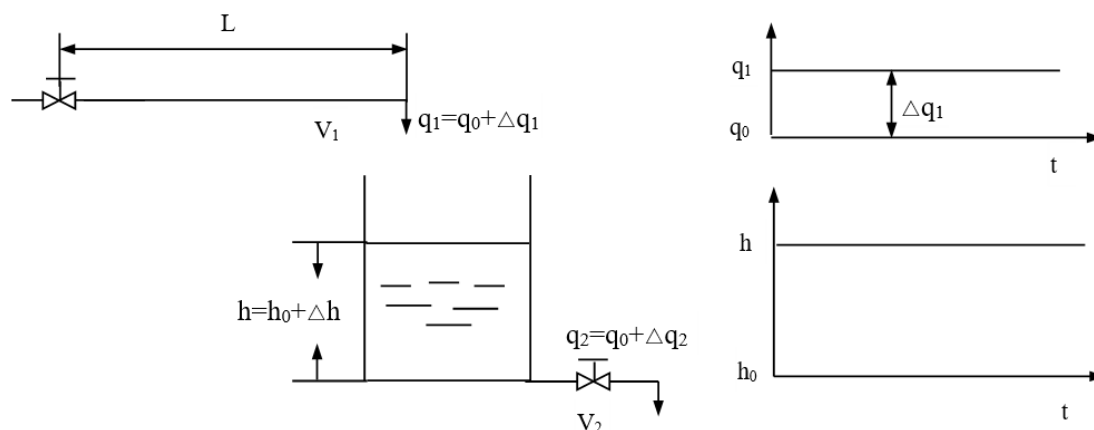 L
V₁
q₁=q₀+△q₁
h=h₀+△h
q₂=q₀+△q₂
V₂
q₁
△q₁
q₀
t
h
h₀
t